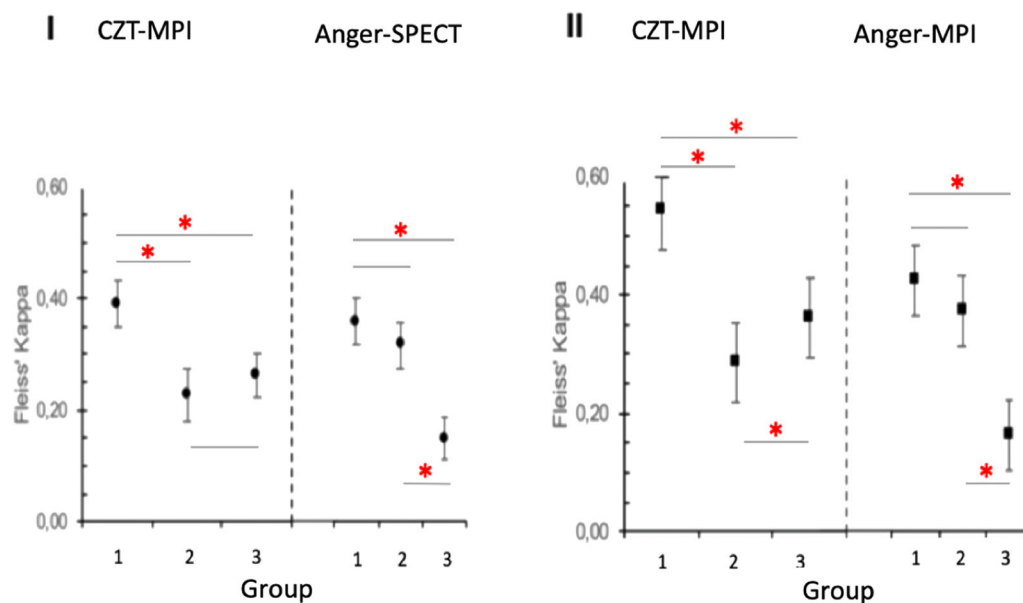 I CZT-MPI Anger-SPECT
II CZT-MPI Anger-MPI
* *
0,60
* *
* *
0,40
*
0,20
0,00
Fleiss' Kappa
1 2 3 1 2 3
Group
* *
0,60
*
0,40
0,20
* *
0,00
Fleiss' Kappa
1 2 3 1 2 3
Group